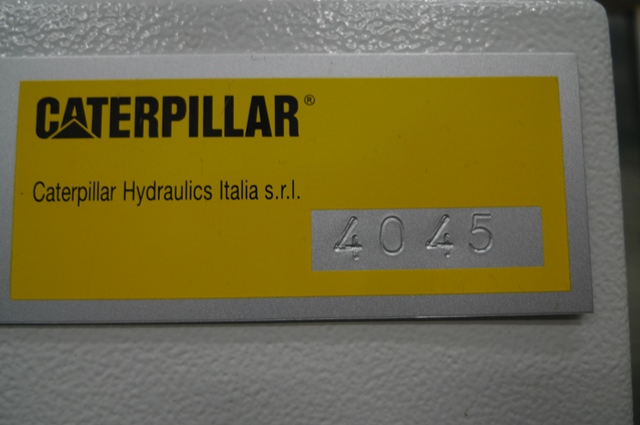 CATERPILLAR®
Caterpillar Hydraulics Italia s.r.l.
4045